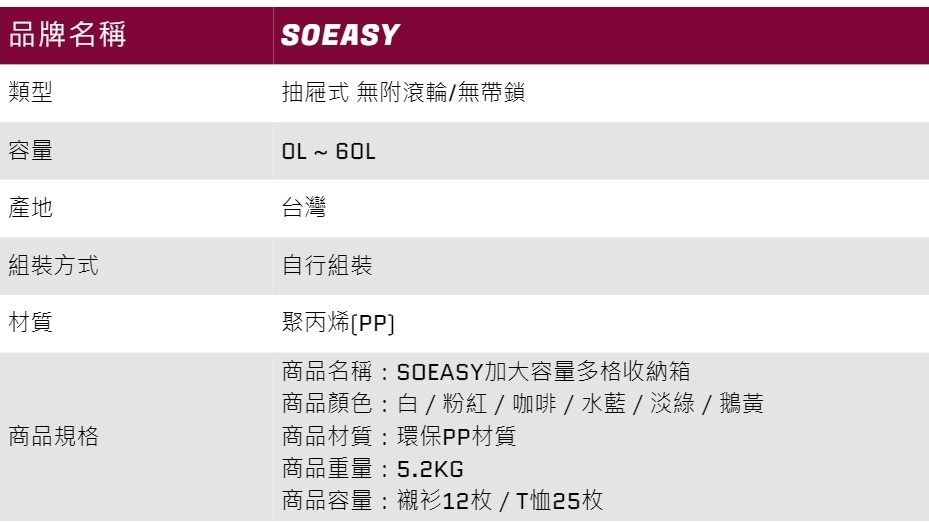 品牌名稱 SOEASY
類型 抽屜式 無附滾輪/無帶鎖
容量 0L ~ 60L
產地 台灣
組裝方式 自行組裝
材質 聚丙烯(PP)
商品規格
商品名稱：SOEASY加大容量多格收納箱
商品顏色：白 / 粉紅 / 咖啡 / 水藍 / 淡綠 / 鵝黃
商品材質：環保PP材質
商品重量：5.2KG
商品容量：襯衫12枚 / T恤25枚